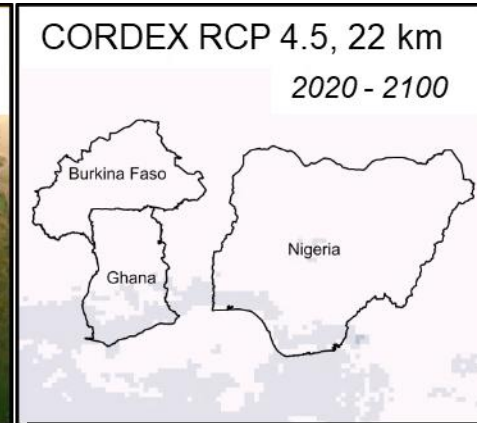 CORDEX RCP 4.5, 22 km
2020 - 2100
Burkina Faso
Nigeria
Ghana